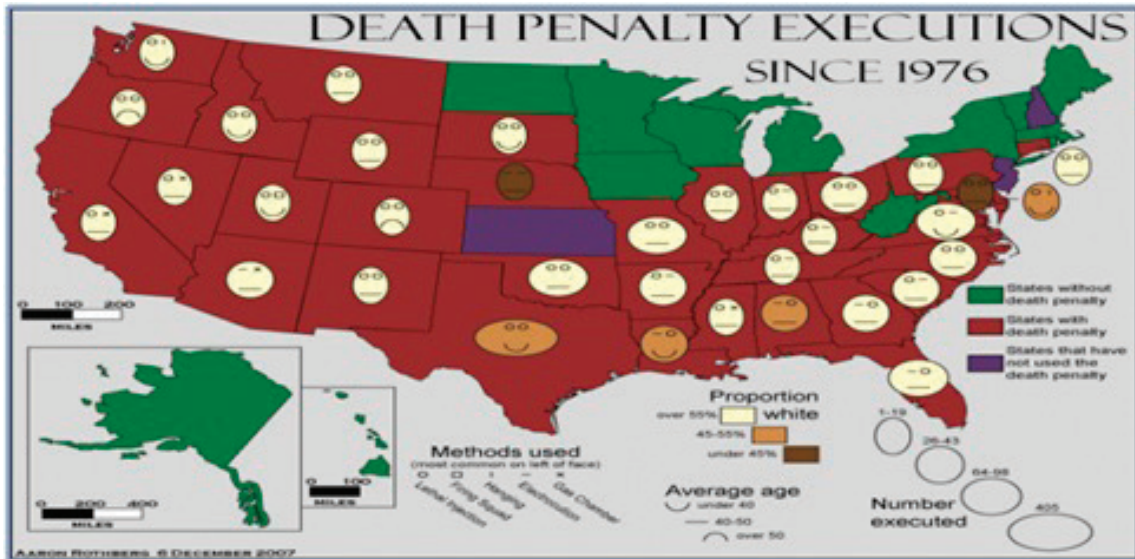 DEATH PENALTY EXECUTIONS
SINCE 1976
0 100 200
MILES
States without
death penalty
States with
death penalty
States that have
not used the
death penalty
Proportion
white
over 55%
45-55%
under 45%
1-19
26-43
64-98
405
Number
executed
Methods used
(most common on left of face)
Lethal Injection
Firing Squad
Hanging
Electrocution
Gas Chamber
Average age
under 40
40-50
over 50
0 200 400
MILES
0 100
MILES
AARON ROTHBERG 6 DECEMBER 2007